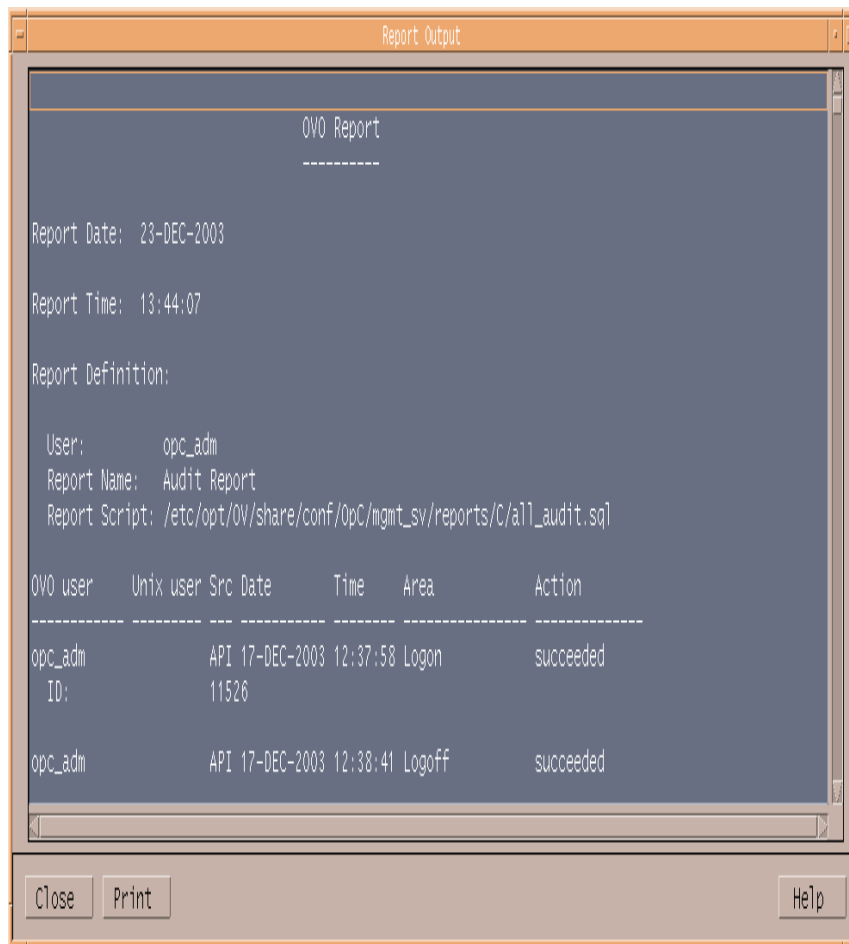 Report Output
OVO Report
----------
Report Date: 23-DEC-2003
Report Time: 13:44:07
Report Definition:
User: opc_adm
Report Name: Audit Report
Report Script: /etc/opt/OV/share/conf/OpC/mgmt_sv/reports/C/all_audit.sql
OVO user Unix user Src Date Time Area Action
------------ --------- --- ----------- -------- ---------------- --------------
opc_adm API 17-DEC-2003 12:37:58 Logon succeeded
ID: 11526
opc_adm API 17-DEC-2003 12:38:41 Logoff succeeded
Close Print Help